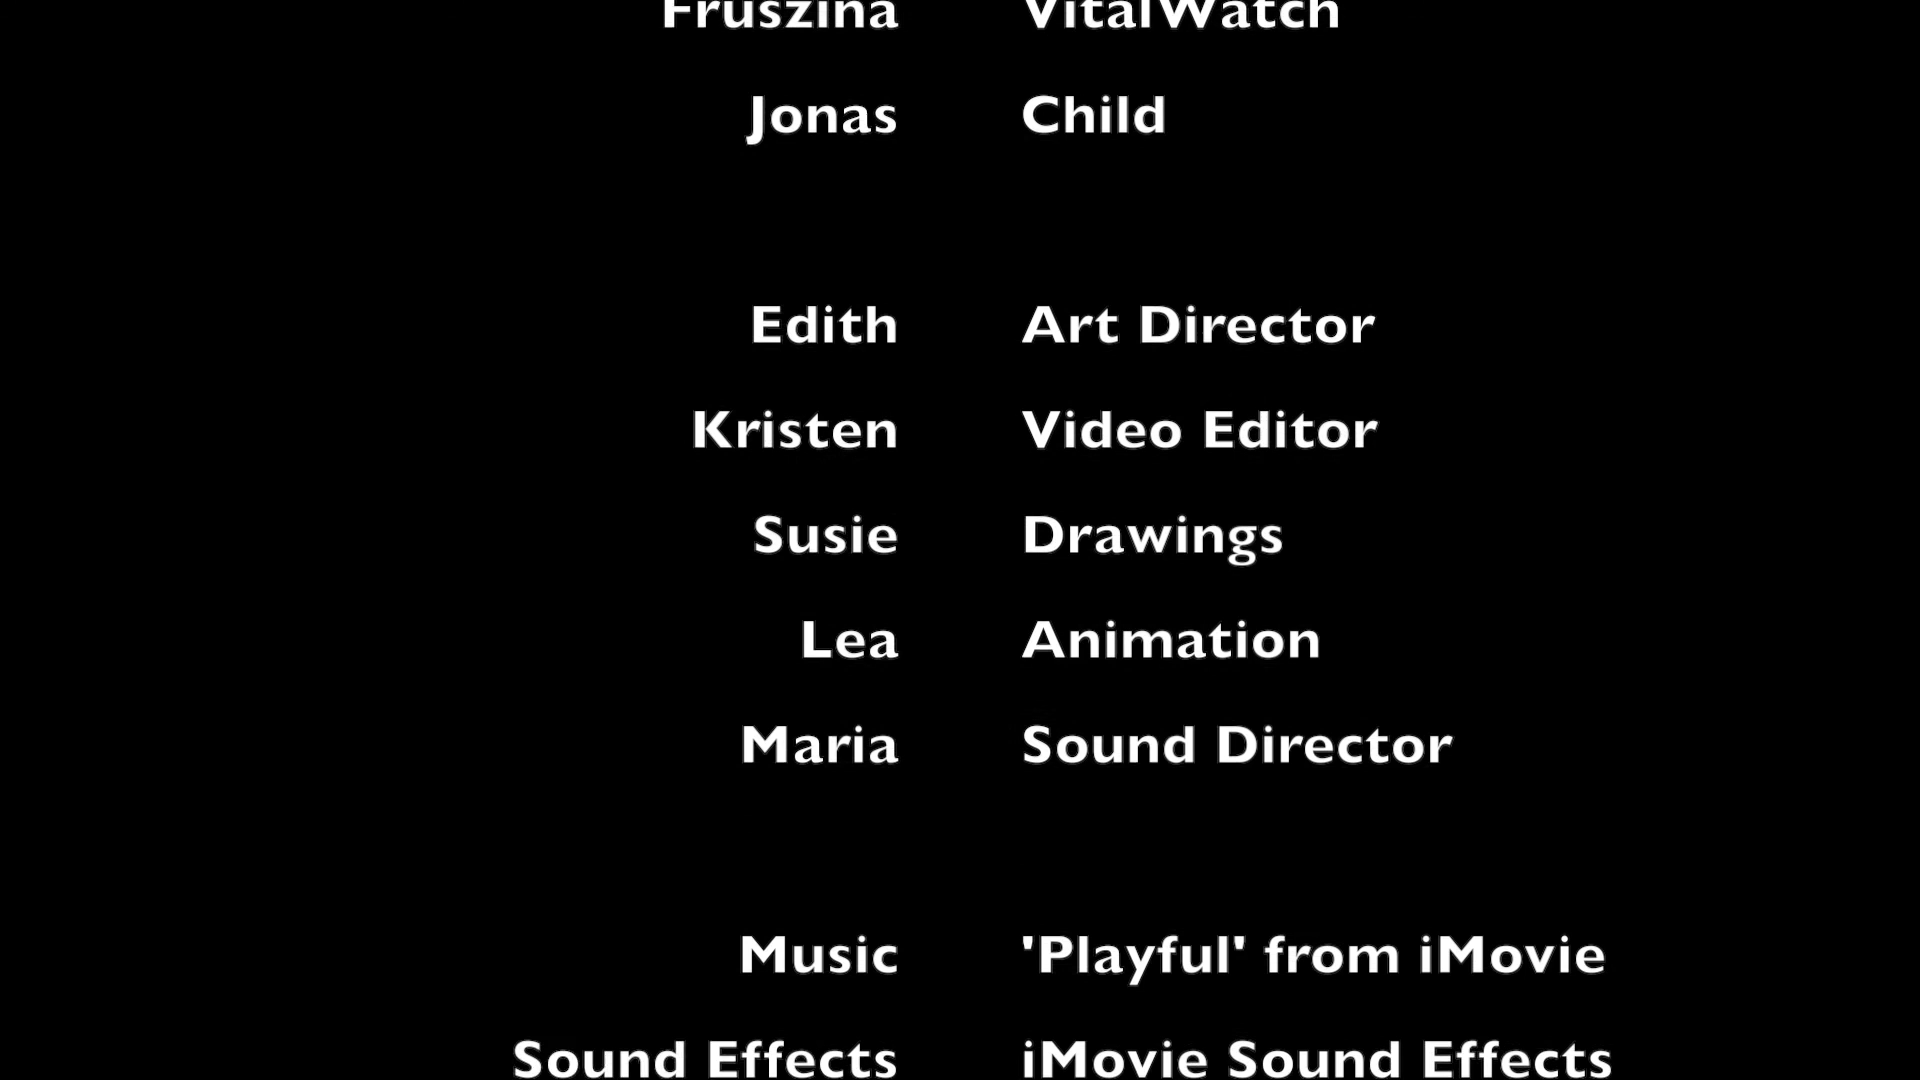 Fruszina VitalWatch
Jonas Child
Edith Art Director
Kristen Video Editor
Susie Drawings
Lea Animation
Maria Sound Director
Music 'Playful' from iMovie
Sound Effects iMovie Sound Effects